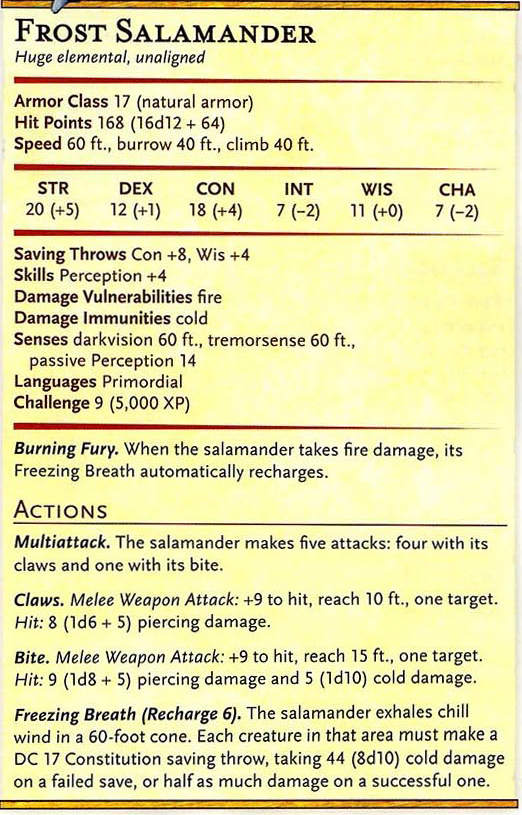 FROST SALAMANDER
Huge elemental, unaligned
Armor Class 17 (natural armor)
Hit Points 168 (16d12 + 64)
Speed 60 ft., burrow 40 ft., climb 40 ft.
STR DEX CON INT WIS CHA
20 (+5) 12 (+1) 18 (+4) 7 (−2) 11 (+0) 7 (−2)
Saving Throws Con +8, Wis +4
Skills Perception +4
Damage Vulnerabilities fire
Damage Immunities cold
Senses darkvision 60 ft., tremorsense 60 ft.,
passive Perception 14
Languages Primordial
Challenge 9 (5,000 XP)
Burning Fury. When the salamander takes fire damage, its
Freezing Breath automatically recharges.
ACTIONS
Multiattack. The salamander makes five attacks: four with its
claws and one with its bite.
Claws. Melee Weapon Attack: +9 to hit, reach 10 ft., one target.
Hit: 8 (1d6 + 5) piercing damage.
Bite. Melee Weapon Attack: +9 to hit, reach 15 ft., one target.
Hit: 9 (1d8 + 5) piercing damage and 5 (1d10) cold damage.
Freezing Breath (Recharge 6). The salamander exhales chill
wind in a 60-foot cone. Each creature in that area must make a
DC 17 Constitution saving throw, taking 44 (8d10) cold damage
on a failed save, or half as much damage on a successful one.